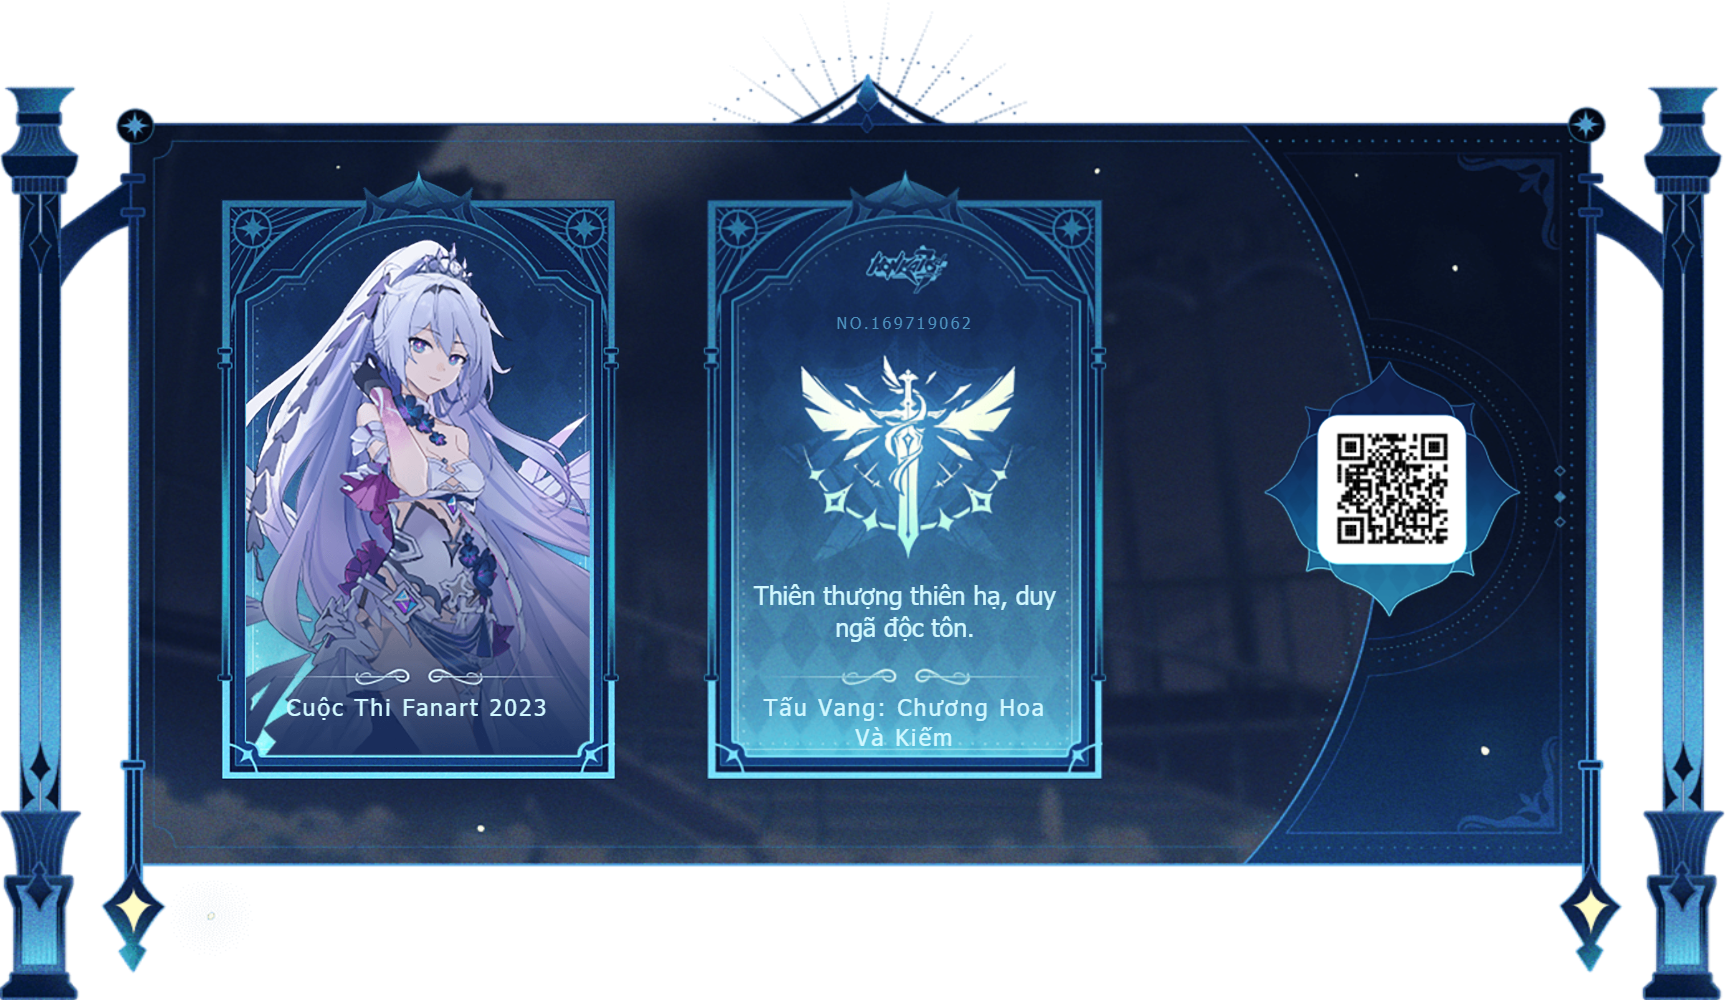 Cuộc Thi Fanart 2023
NO.169719062
Thiên thượng thiên hạ, duy
ngã độc tôn.
Tấu Vang: Chương Hoa
Và Kiếm